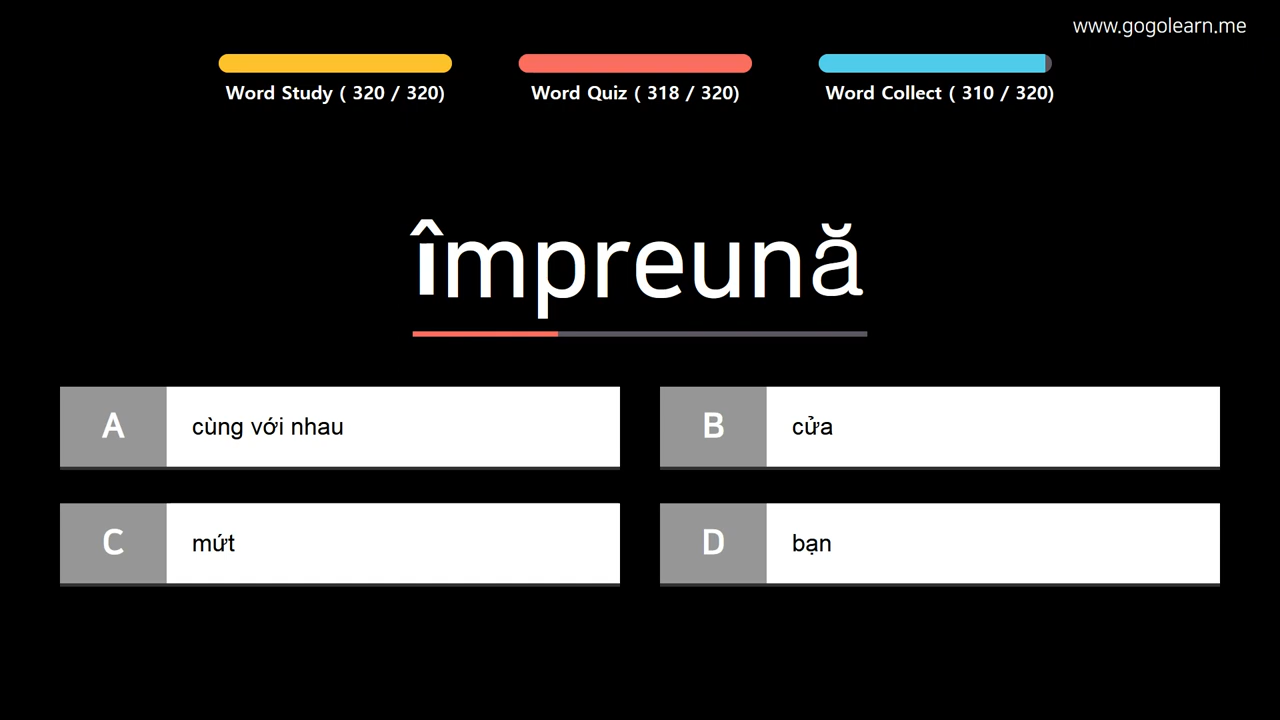 www.gogolearn.me
Word Study ( 320 / 320)
Word Quiz ( 318 / 320)
Word Collect ( 310 / 320)
împreună
A cùng với nhau
B cửa
C mứt
D bạn